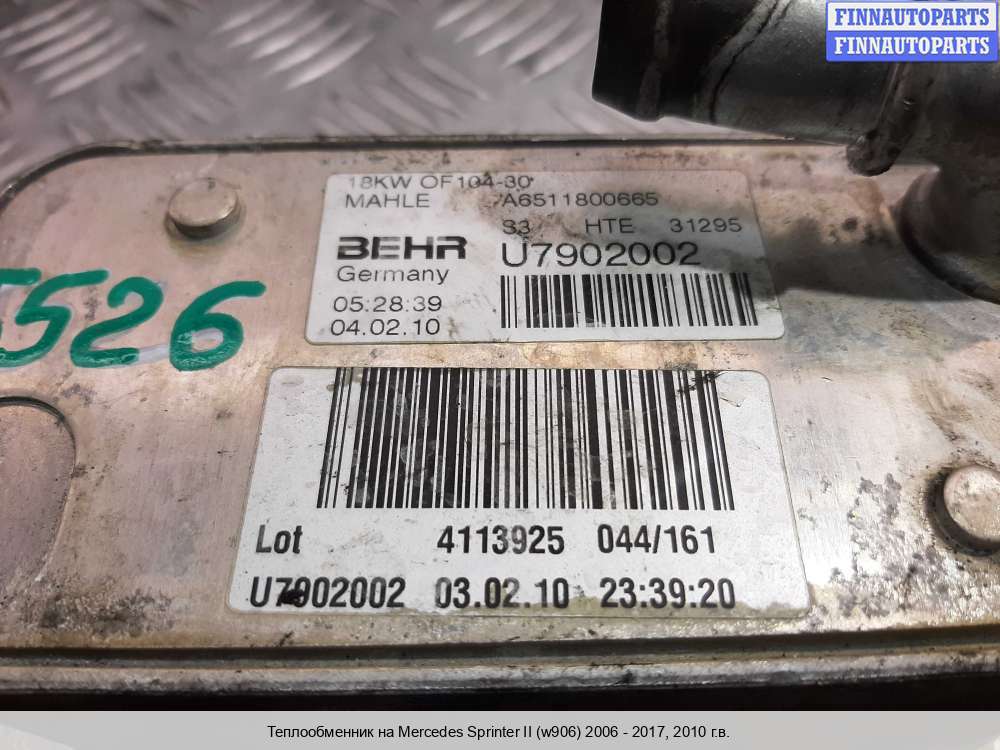 FINNAUTOPARTS
FINNAUTOPARTS
18KW OF104-30
MAHLE A6511800665
S3 HTE 31295
BEHR U7902002
Germany
05:28:39
04.02.10
5526
Lot 4113925 044/161
U7902002 03.02.10 23:39:20
Теплообменник на Mercedes Sprinter II (w906) 2006 - 2017, 2010 г.в.